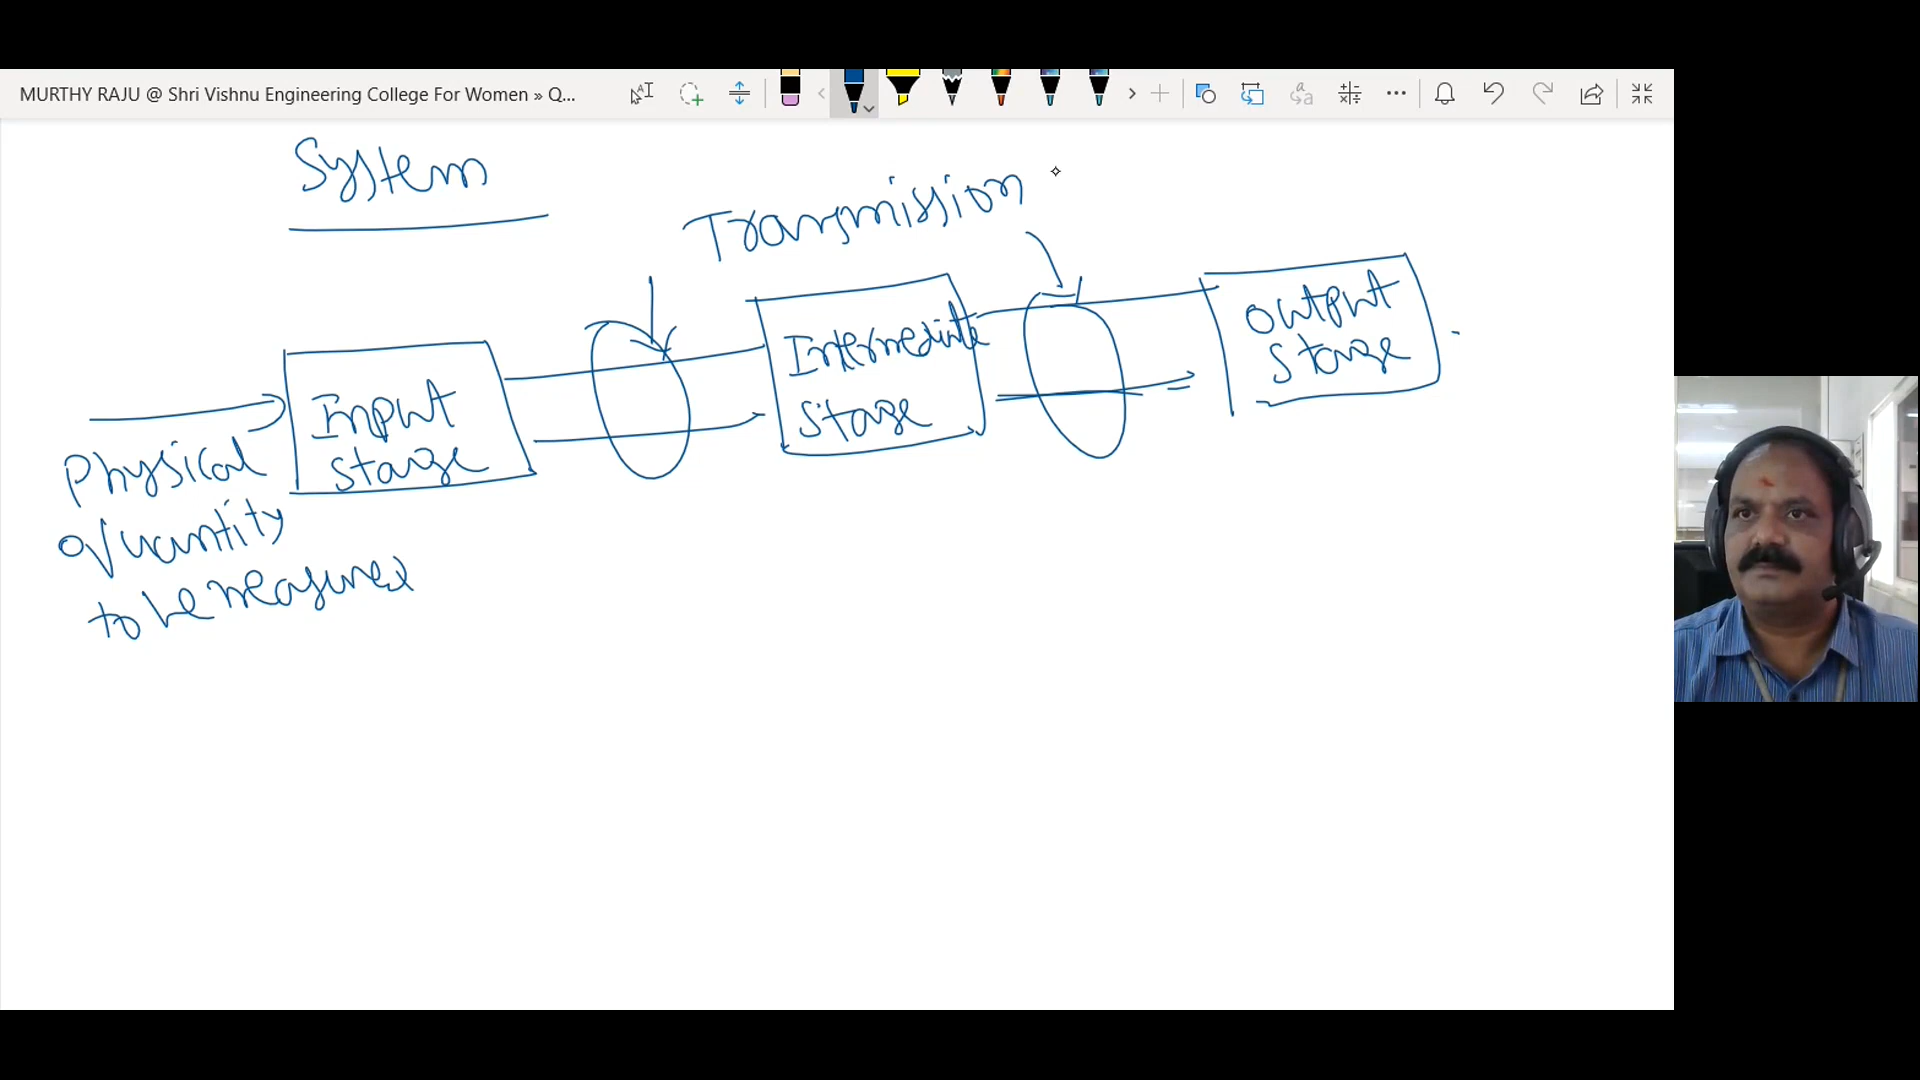 MURTHY RAJU @ Shri Vishnu Engineering College For Women » Q...
System
Transmission
Input
Stage
Intermediate
Stage
Output
Stage
Physical
quantity
to be measured